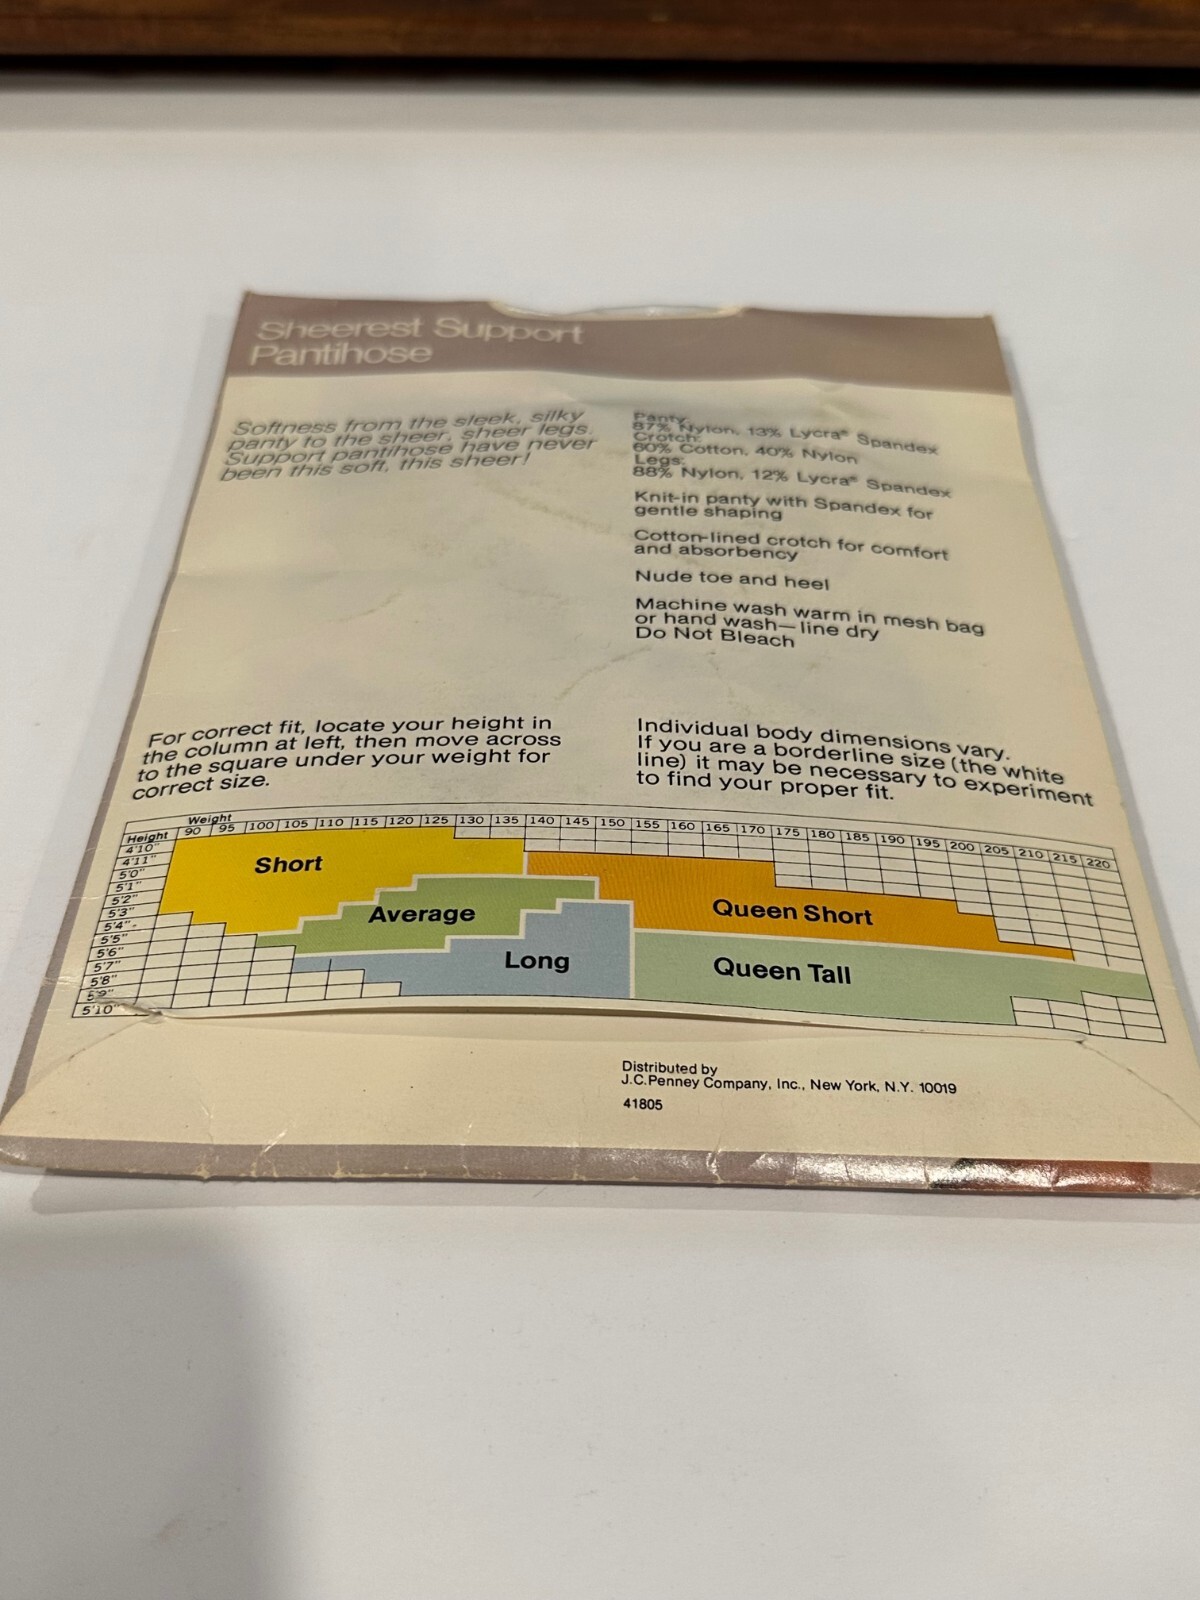 Sheerest Support
Pantihose
Softness from the sleek, silky
panty to the sheer, sheer legs.
Support pantihose have never
been this soft, this sheer!
Panty:
87% Nylon, 13% Lycra® Spandex
Crotch:
60% Cotton, 40% Nylon
Legs:
88% Nylon, 12% Lycra® Spandex
Knit-in panty with Spandex for
gentle shaping
Cotton-lined crotch for comfort
and absorbency
Nude toe and heel
Machine wash warm in mesh bag
or hand wash—line dry
Do Not Bleach
For correct fit, locate your height in
the column at left, then move across
to the square under your weight for
correct size.
Individual body dimensions vary.
If you are a borderline size (the white
line) it may be necessary to experiment
to find your proper fit.
Weight
Height 90 95 100 105 110 115 120 125 130 135 140 145 150 155 160 165 170 175 180 185 190 195 200 205 210 215 220
4'10"
4'11"
5'0"
5'1"
5'2"
5'3"
5'4"
5'5"
5'6"
5'7"
5'8"
5'9"
5'10"
Short
Average
Long
Queen Short
Queen Tall
Distributed by
J.C.Penney Company, Inc., New York, N.Y. 10019
41805